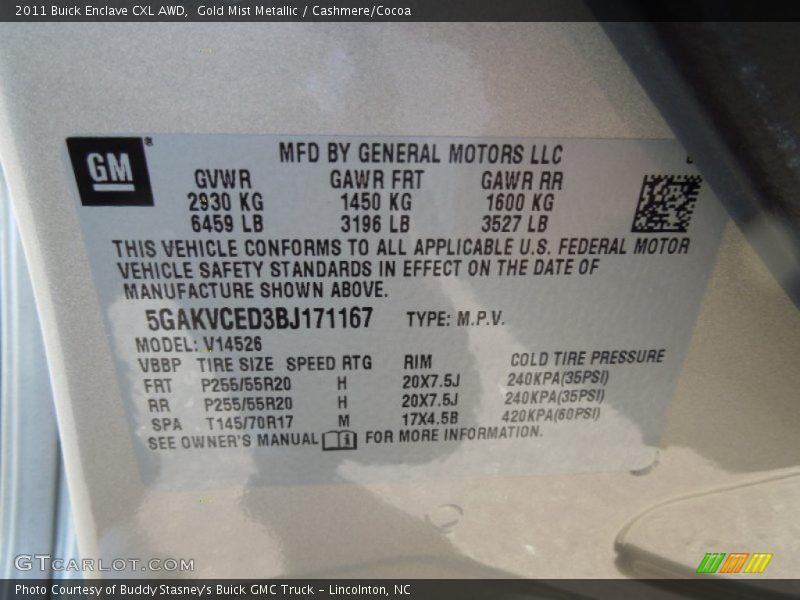 2011 Buick Enclave CXL AWD,  Gold Mist Metallic / Cashmere/Cocoa
GM®
MFD BY GENERAL MOTORS LLC
GVWR GAWR FRT GAWR RR
2930 KG 1450 KG 1600 KG
6459 LB 3196 LB 3527 LB
THIS VEHICLE CONFORMS TO ALL APPLICABLE U.S. FEDERAL MOTOR
VEHICLE SAFETY STANDARDS IN EFFECT ON THE DATE OF
MANUFACTURE SHOWN ABOVE.
5GAKVCED3BJ171167 TYPE: M.P.V.
MODEL: V14526
VBBP TIRE SIZE SPEED RTG RIM COLD TIRE PRESSURE
FRT P255/55R20 H 20X7.5J 240KPA(35PSI)
RR P255/55R20 H 20X7.5J 240KPA(35PSI)
SPA T145/70R17 M 17X4.5B 420KPA(60PSI)
SEE OWNER'S MANUAL FOR MORE INFORMATION.
GTCARLOT.COM
Photo Courtesy of Buddy Stasney's Buick GMC Truck - Lincolnton, NC